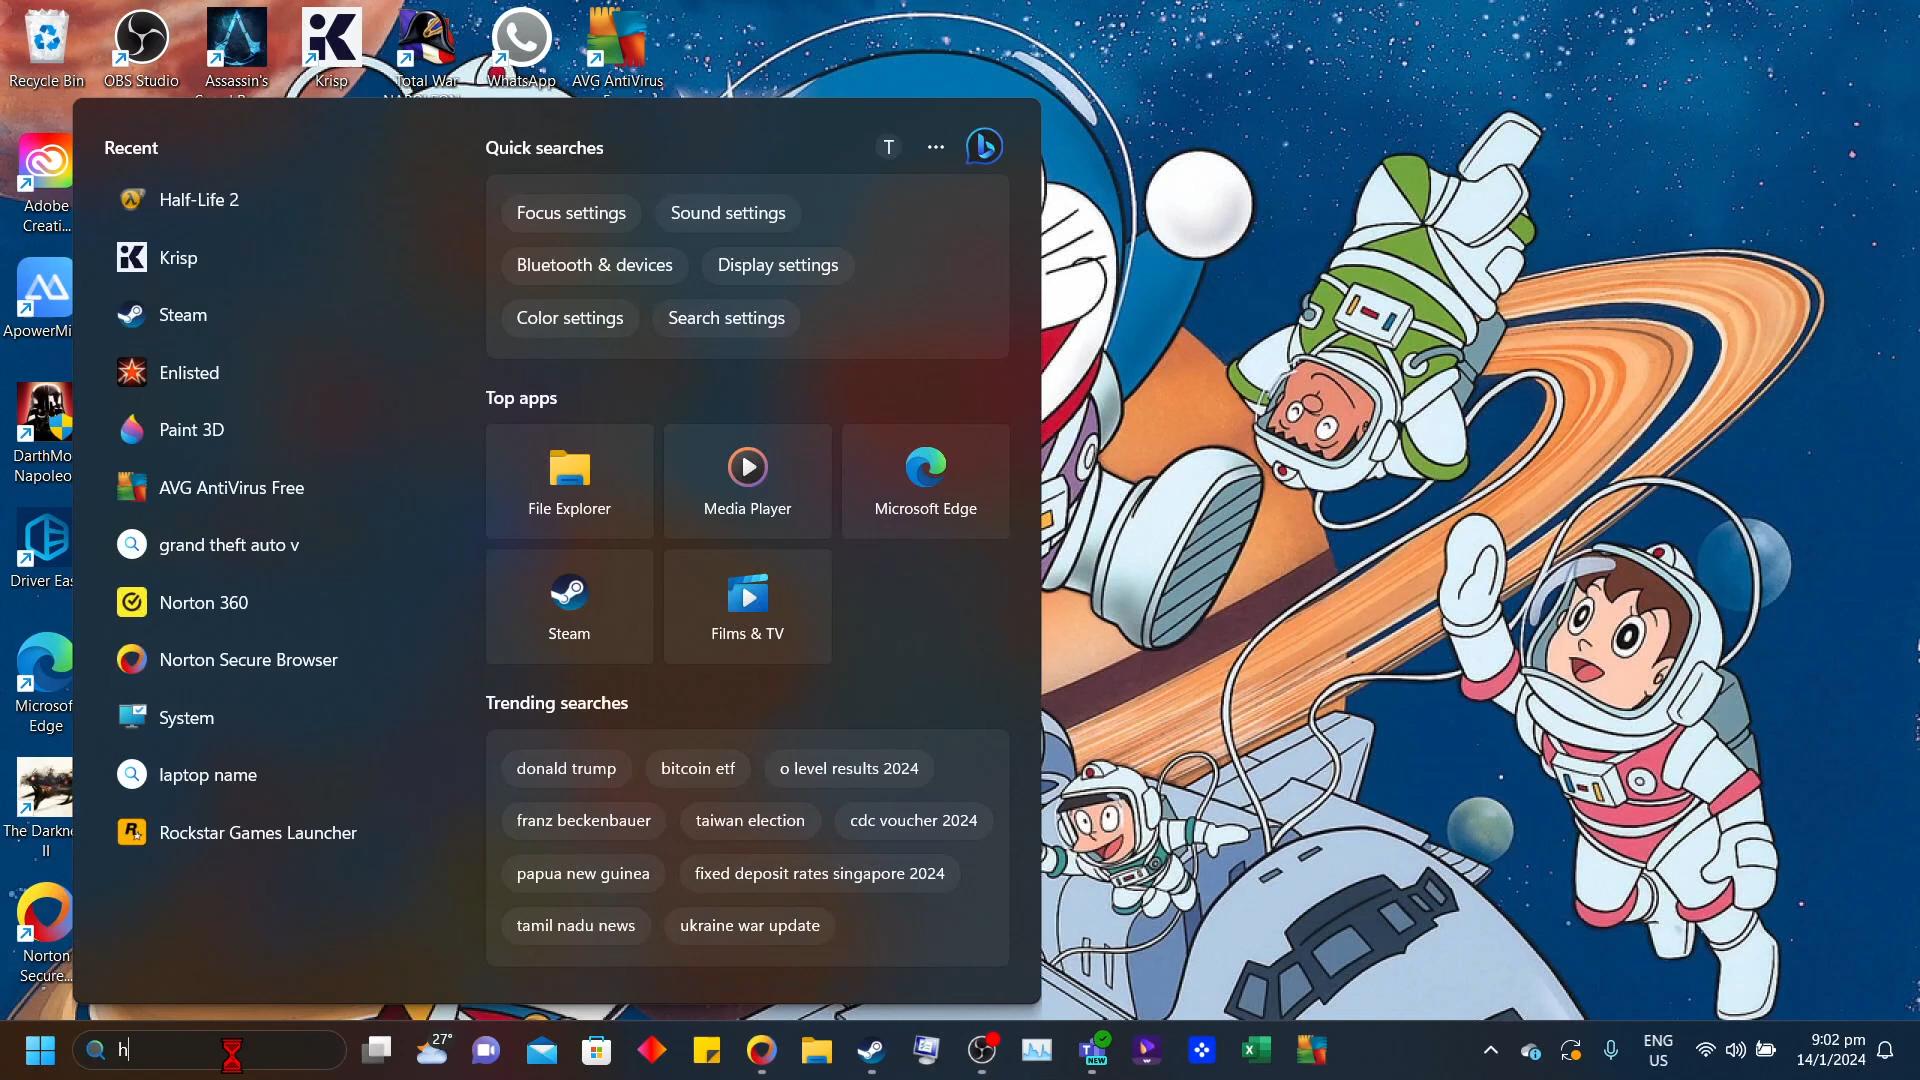 Recycle Bin
OBS Studio
Assassin's
Krisp
Total War
WhatsApp
AVG AntiVirus
Adobe
Creati...
ApowerMi
DarthMo
Napoleo
Driver Eas
Microsof
Edge
The Darkne
II
Norton
Secure...
Recent
Half-Life 2
Krisp
Steam
Enlisted
Paint 3D
AVG AntiVirus Free
grand theft auto v
Norton 360
Norton Secure Browser
System
laptop name
Rockstar Games Launcher
Quick searches
T
Focus settings
Sound settings
Bluetooth & devices
Display settings
Color settings
Search settings
Top apps
File Explorer
Media Player
Microsoft Edge
Steam
Films & TV
Trending searches
donald trump
bitcoin etf
o level results 2024
franz beckenbauer
taiwan election
cdc voucher 2024
papua new guinea
fixed deposit rates singapore 2024
tamil nadu news
ukraine war update
h
27°
NEW
ENG
US
9:02 pm
14/1/2024